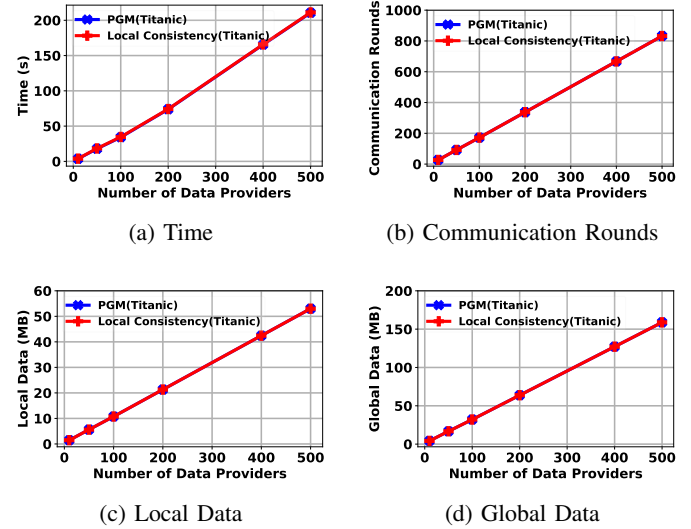 PGM(Titanic)
Local Consistency(Titanic)
Time (s)
200
150
100
50
0
0 100 200 300 400 500
Number of Data Providers
(a) Time
PGM(Titanic)
Local Consistency(Titanic)
Communication Rounds
1000
800
600
400
200
0
0 100 200 300 400 500
Number of Data Providers
(b) Communication Rounds
PGM(Titanic)
Local Consistency(Titanic)
Local Data (MB)
60
50
40
30
20
10
0
0 100 200 300 400 500
Number of Data Providers
(c) Local Data
PGM(Titanic)
Local Consistency(Titanic)
Global Data (MB)
200
150
100
50
0
0 100 200 300 400 500
Number of Data Providers
(d) Global Data